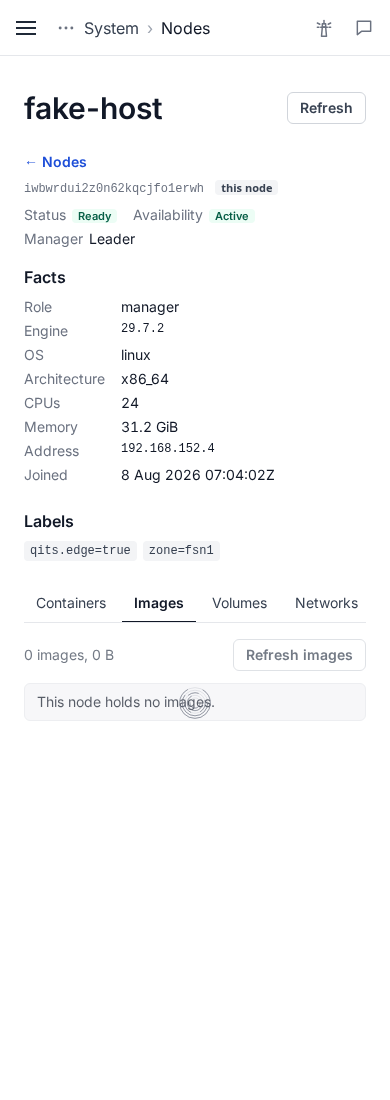 System › Nodes
fake-host
Refresh
← Nodes
iwbwrdui2z0n62kqcjfo1erwh this node
Status Ready Availability Active
Manager Leader
Facts
Role manager
Engine 29.7.2
OS linux
Architecture x86_64
CPUs 24
Memory 31.2 GiB
Address 192.168.152.4
Joined 8 Aug 2026 07:04:02Z
Labels
qits.edge=true zone=fsn1
Containers Images Volumes Networks
0 images, 0 B
Refresh images
This node holds no images.